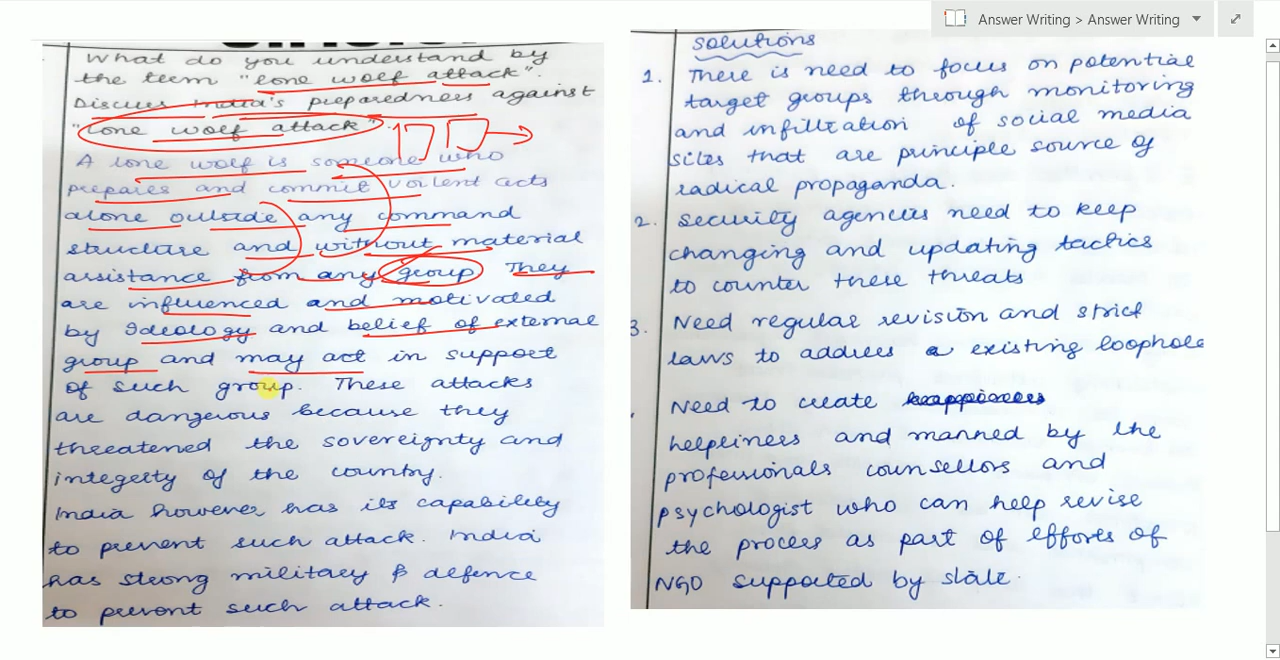 Answer Writing > Answer Writing
What do you understand by
the term "lone wolf attack".
Discuss India's preparedness against
"lone wolf attack".
A lone wolf is someone who
prepares and commit voilent acts
alone outside any command
structure and without material
assistance from any group They
are influenced and motivated
by Ideology and belief of external
group and may act in support
of such group. These attacks
are dangerous because they
threatened the sovereignty and
integrity of the country.
India however has its capability
to prevent such attack. India
has strong military & defence
to prevent such attack.
solutions
1. There is need to focus on potential
target groups through monitoring
and infiltration of social media
sites that are principle source of
radical propaganda.
2. Security agencies need to keep
changing and updating tactics
to counter these threats
3. Need regular revision and strict
laws to address a existing loophole
Need to create
helplines and manned by the
professionals counsellors and
psychologist who can help revise
the process as part of efforts of
NGO supported by state.